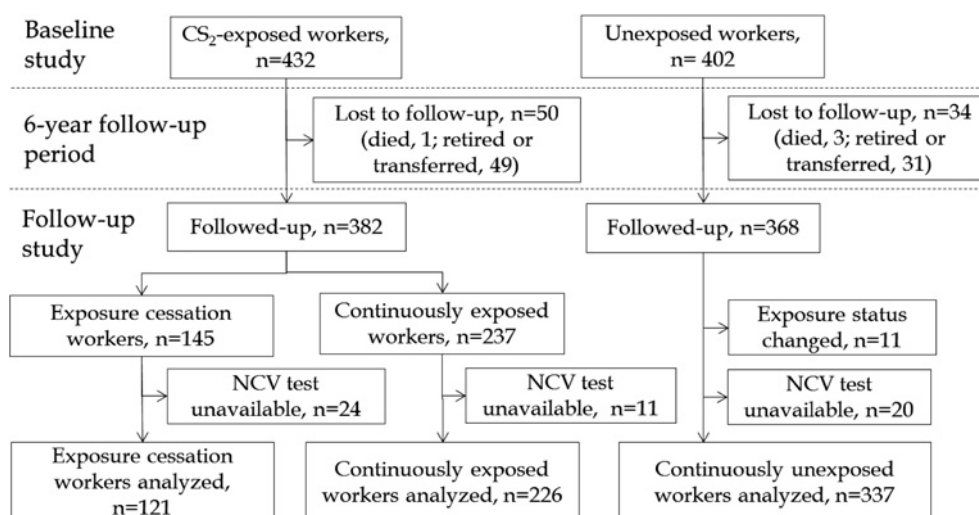 Baseline
study
CS₂-exposed workers,
n=432
Unexposed workers,
n= 402
6-year follow-up
period
Lost to follow-up, n=50
(died, 1; retired or
transferred, 49)
Lost to follow-up, n=34
(died, 3; retired or
transferred, 31)
Follow-up
study
Followed-up, n=382
Followed-up, n=368
Exposure cessation
workers, n=145
Continuously exposed
workers, n=237
Exposure status
changed, n=11
NCV test
unavailable, n=24
NCV test
unavailable, n=11
NCV test
unavailable, n=20
Exposure cessation
workers analyzed,
n=121
Continuously exposed
workers analyzed, n=226
Continuously unexposed
workers analyzed, n=337